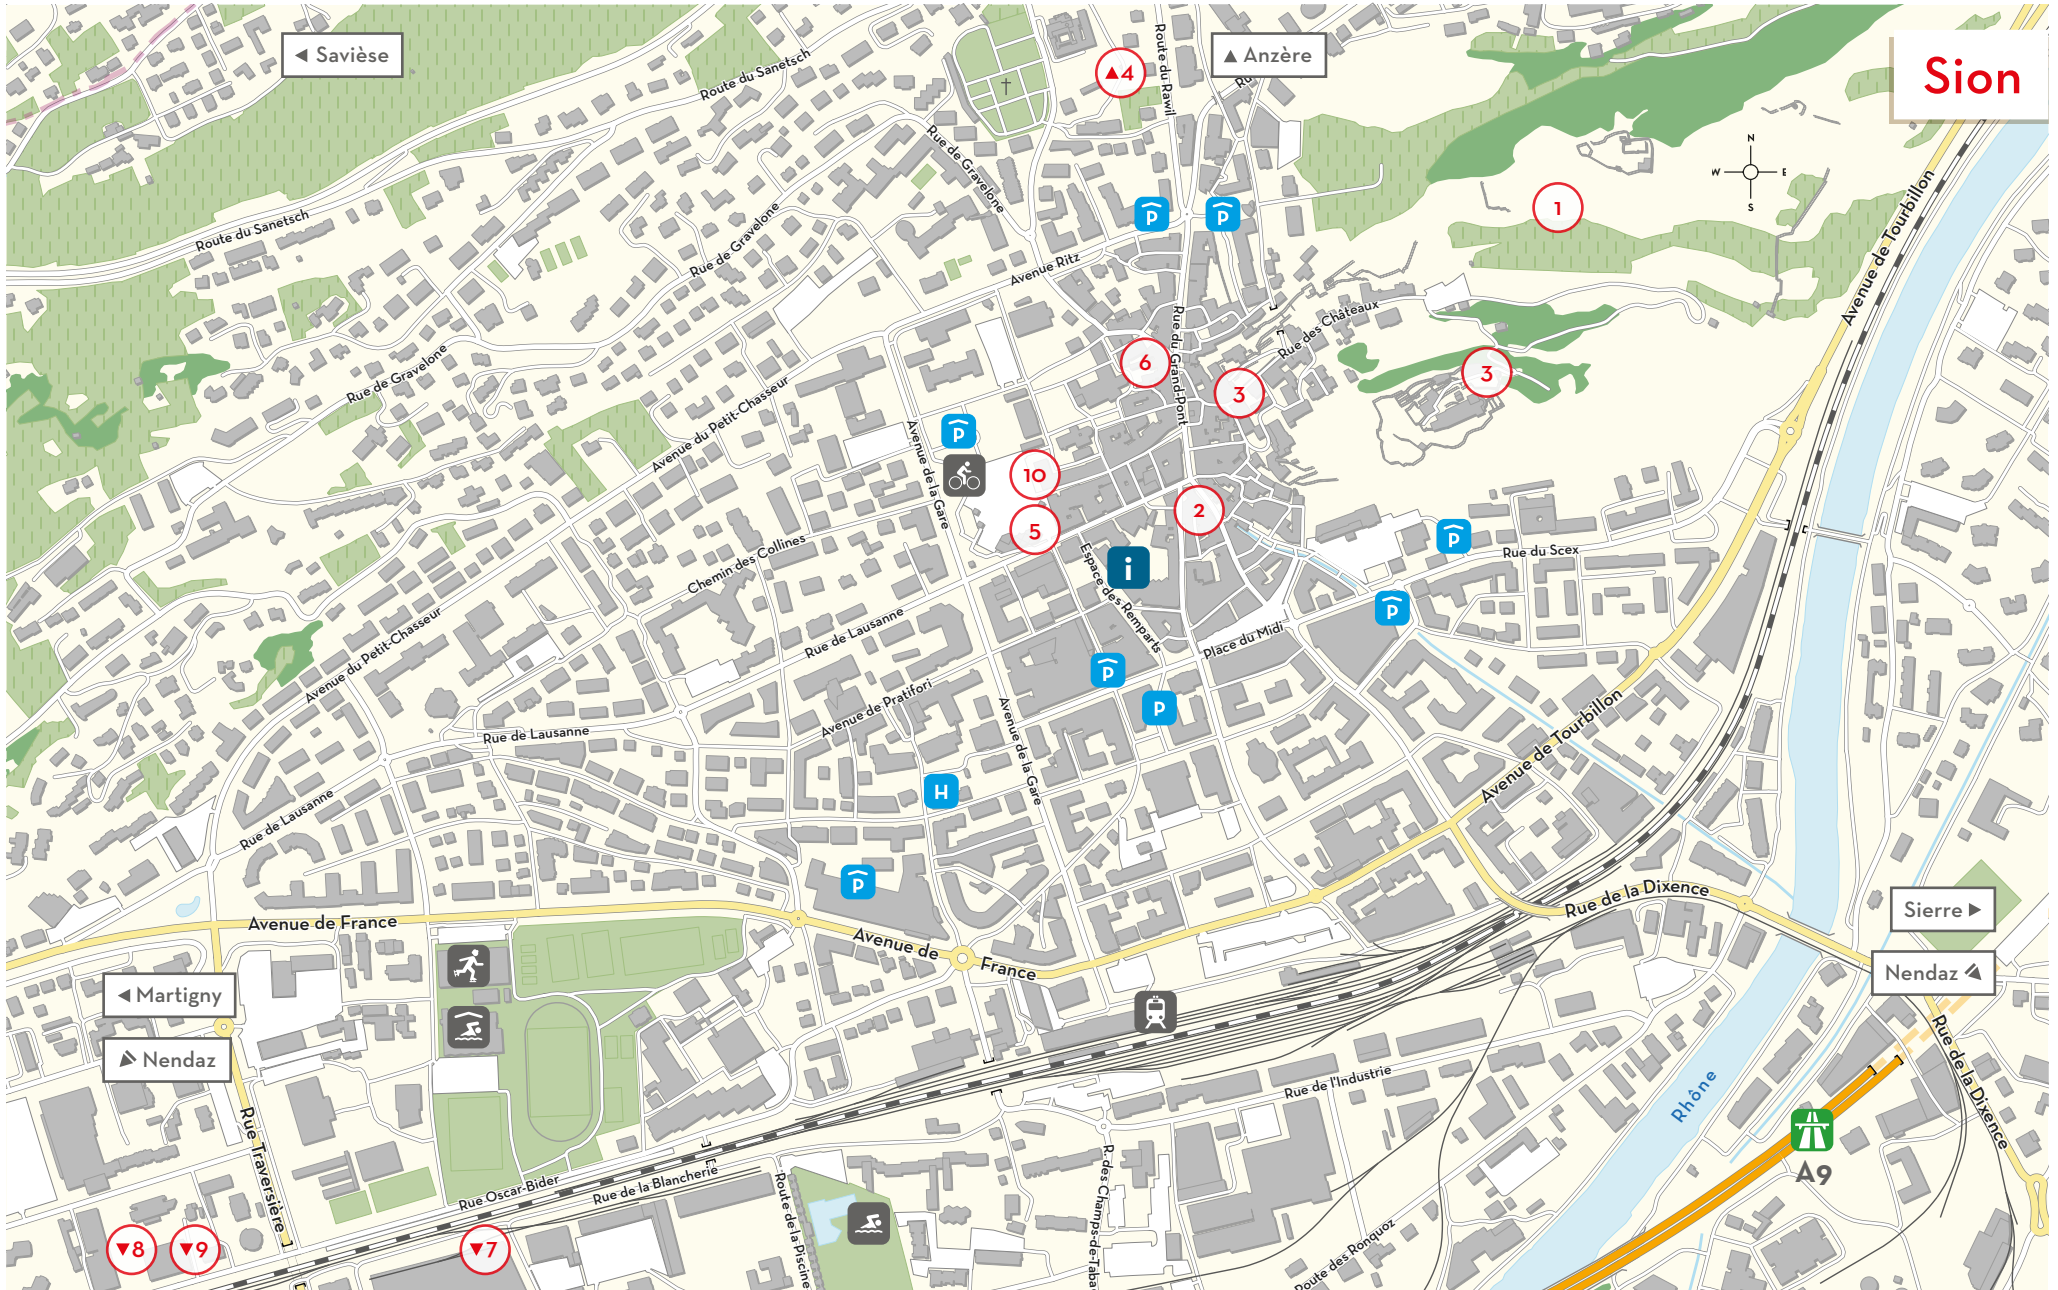 ◄ Savièse
▲ Anzère
Sion
Route du Sanetsch
Route du Rawil
▲4
Rue de Gravelone
N
W
E
S
1
P
P
Route du Sanetsch
Rue de Gravelone
Avenue Ritz
Avenue de Tourbillon
Rue du Grand-Pont
Rue des Châteaux
Rue de Gravelone
6
3
3
Avenue du Petit-Chasseur
Avenue de la Gare
P
10
5
2
P
Rue du Scex
Chemin des Collines
Espace des Remparts
i
P
Avenue du Petit-Chasseur
Rue de Lausanne
Place du Midi
P
P
Avenue de Pratifori
Avenue de la Gare
Rue de Lausanne
Avenue de Tourbillon
H
Rue de Lausanne
P
Rue de la Dixence
Sierre ►
Avenue de France
Avenue de
France
Nendaz
◄ Martigny
Nendaz
Rue de la Dixence
Rue de l'Industrie
Rhône
A9
Rue Traversière
Rue Oscar-Bider
Rue de la Blancherie
Route de la Piscine
R. des Champs-de-Taba
Route des Ronquoz
▼8
▼9
▼7